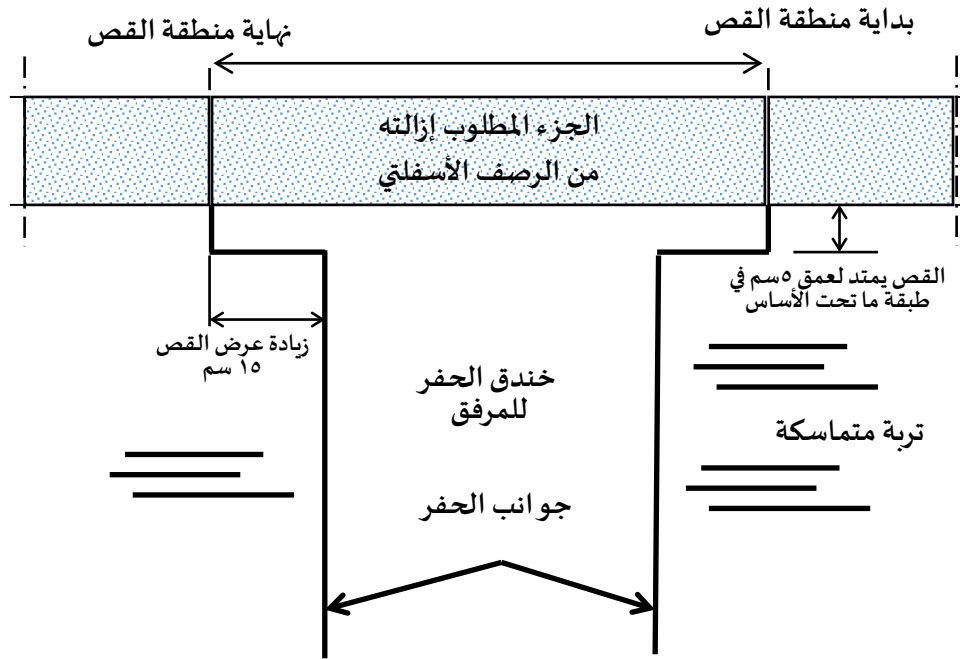 بداية منطقة القص
نهاية منطقة القص
الجزء المطلوب إزالته
من الرصف الأسفلتي
القص يمتد لعمق ٥سم في
طبقة ما تحت الأساس
زيادة عرض القص
١٥ سم
خندق الحفر
للمرفق
تربة متماسكة
جوانب الحفر